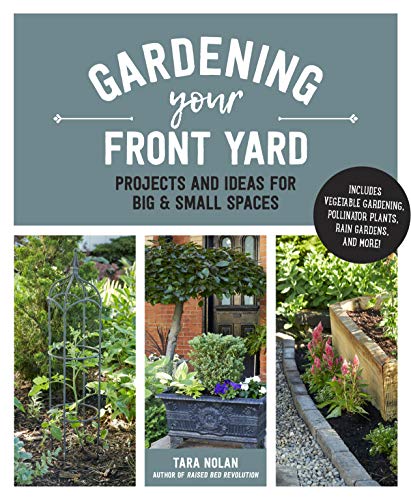 GARDENING
your
FRONT YARD
PROJECTS AND IDEAS FOR
BIG & SMALL SPACES
INCLUDES
VEGETABLE GARDENING,
POLLINATOR PLANTS,
RAIN GARDENS,
AND MORE!
TARA NOLAN
AUTHOR OF RAISED BED REVOLUTION